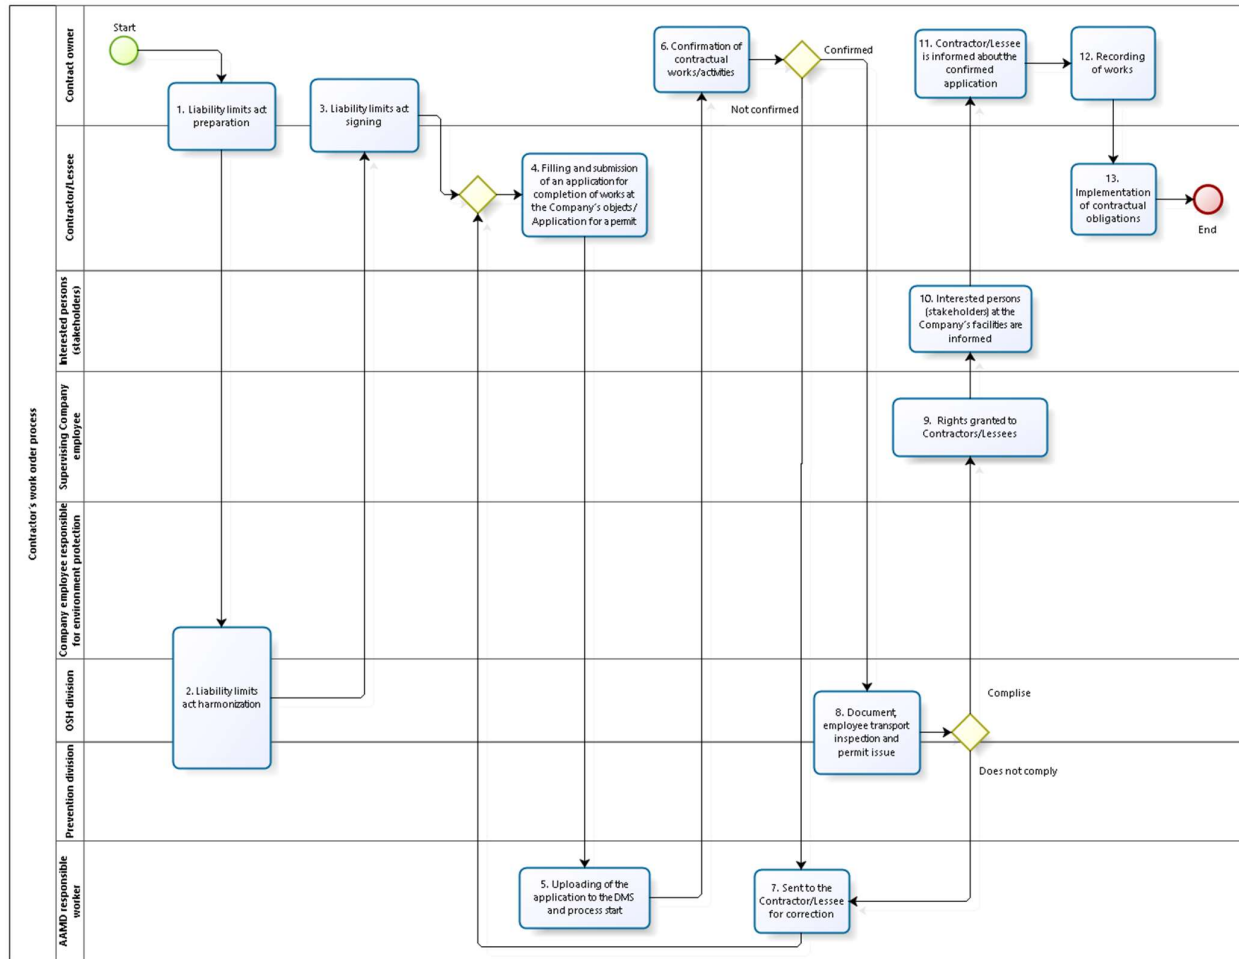 Contractor's work order process
Contract owner
Contractor/Lessee
Interested persons
(stakeholders)
Supervising Company
employee
Company employee responsible
for environment protection
OSH division
Prevention division
AAMD responsible
worker
Start
1. Liability limits act
preparation
3. Liability limits act
signing
4. Filling and submission
of an application for
completion of works at
the Company's objects/
Application for a permit
6. Confirmation of
contractual
works/activities
Confirmed
Not confirmed
11. Contractor/Lessee
is informed about the
confirmed
application
12. Recording
of works
13.
Implementation
of contractual
obligations
End
10. Interested persons
(stakeholders) at the
Company's facilities are
informed
9. Rights granted to
Contractors/Lessees
2. Liability limits
act harmonization
8. Document,
employee transport
inspection and
permit issue
Complise
Does not comply
5. Uploading of the
application to the DMS
and process start
7. Sent to the
Contractor/Lessee
for correction